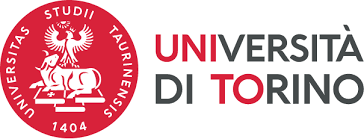 UNIVERSITAS STUDII TAURINENSIS
1404
UNIVERSITÀ
DI TORINO